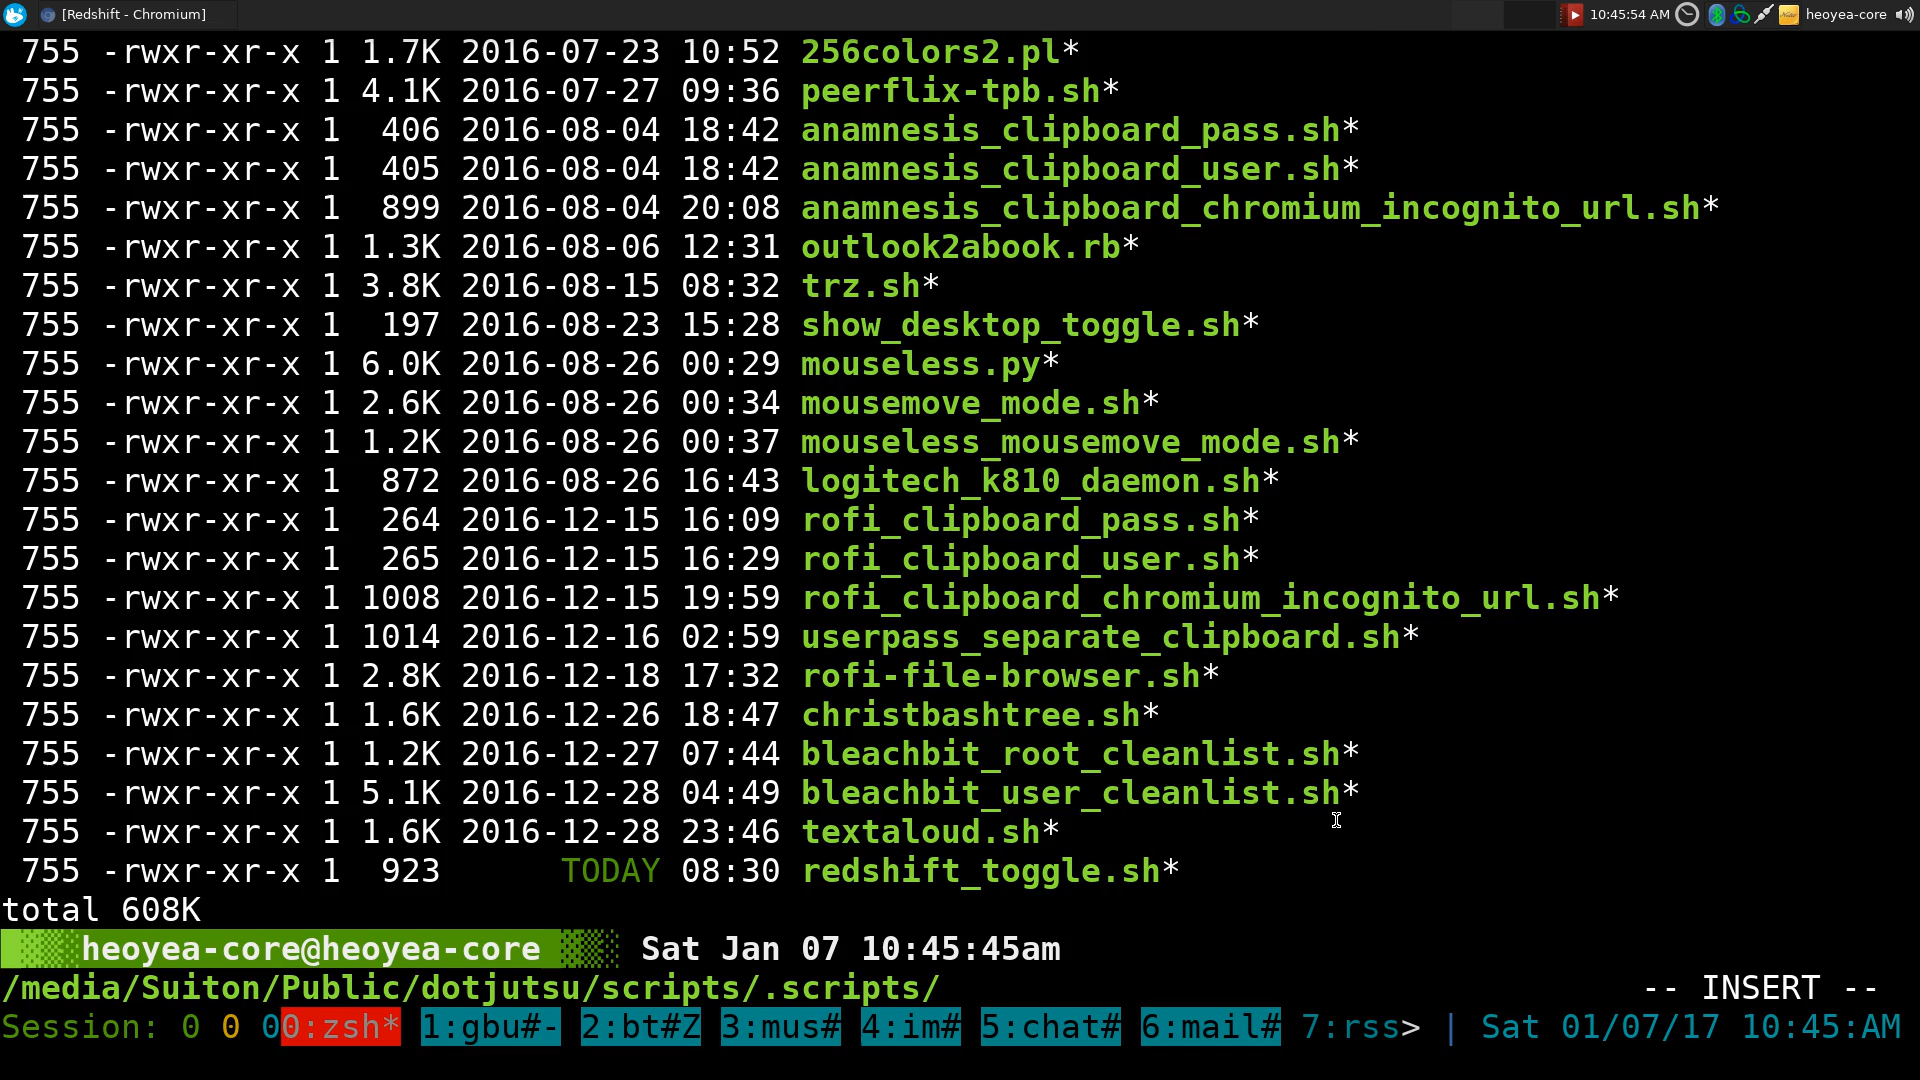 [Redshift - Chromium] 10:45:54 AM heoyea-core
755 -rwxr-xr-x 1 1.7K 2016-07-23 10:52 256colors2.pl*
755 -rwxr-xr-x 1 4.1K 2016-07-27 09:36 peerflix-tpb.sh*
755 -rwxr-xr-x 1 406 2016-08-04 18:42 anamnesis_clipboard_pass.sh*
755 -rwxr-xr-x 1 405 2016-08-04 18:42 anamnesis_clipboard_user.sh*
755 -rwxr-xr-x 1 899 2016-08-04 20:08 anamnesis_clipboard_chromium_incognito_url.sh*
755 -rwxr-xr-x 1 1.3K 2016-08-06 12:31 outlook2abook.rb*
755 -rwxr-xr-x 1 3.8K 2016-08-15 08:32 trz.sh*
755 -rwxr-xr-x 1 197 2016-08-23 15:28 show_desktop_toggle.sh*
755 -rwxr-xr-x 1 6.0K 2016-08-26 00:29 mouseless.py*
755 -rwxr-xr-x 1 2.6K 2016-08-26 00:34 mousemove_mode.sh*
755 -rwxr-xr-x 1 1.2K 2016-08-26 00:37 mouseless_mousemove_mode.sh*
755 -rwxr-xr-x 1 872 2016-08-26 16:43 logitech_k810_daemon.sh*
755 -rwxr-xr-x 1 264 2016-12-15 16:09 rofi_clipboard_pass.sh*
755 -rwxr-xr-x 1 265 2016-12-15 16:29 rofi_clipboard_user.sh*
755 -rwxr-xr-x 1 1008 2016-12-15 19:59 rofi_clipboard_chromium_incognito_url.sh*
755 -rwxr-xr-x 1 1014 2016-12-16 02:59 userpass_separate_clipboard.sh*
755 -rwxr-xr-x 1 2.8K 2016-12-18 17:32 rofi-file-browser.sh*
755 -rwxr-xr-x 1 1.6K 2016-12-26 18:47 christbashtree.sh*
755 -rwxr-xr-x 1 1.2K 2016-12-27 07:44 bleachbit_root_cleanlist.sh*
755 -rwxr-xr-x 1 5.1K 2016-12-28 04:49 bleachbit_user_cleanlist.sh*
755 -rwxr-xr-x 1 1.6K 2016-12-28 23:46 textaloud.sh*
755 -rwxr-xr-x 1 923 TODAY 08:30 redshift_toggle.sh*
total 608K
heoyea-core@heoyea-core Sat Jan 07 10:45:45am
/media/Suiton/Public/dotjutsu/scripts/.scripts/ -- INSERT --
Session: 0 0 00:zsh* 1:gbu#- 2:bt#Z 3:mus# 4:im# 5:chat# 6:mail# 7:rss> | Sat 01/07/17 10:45:AM